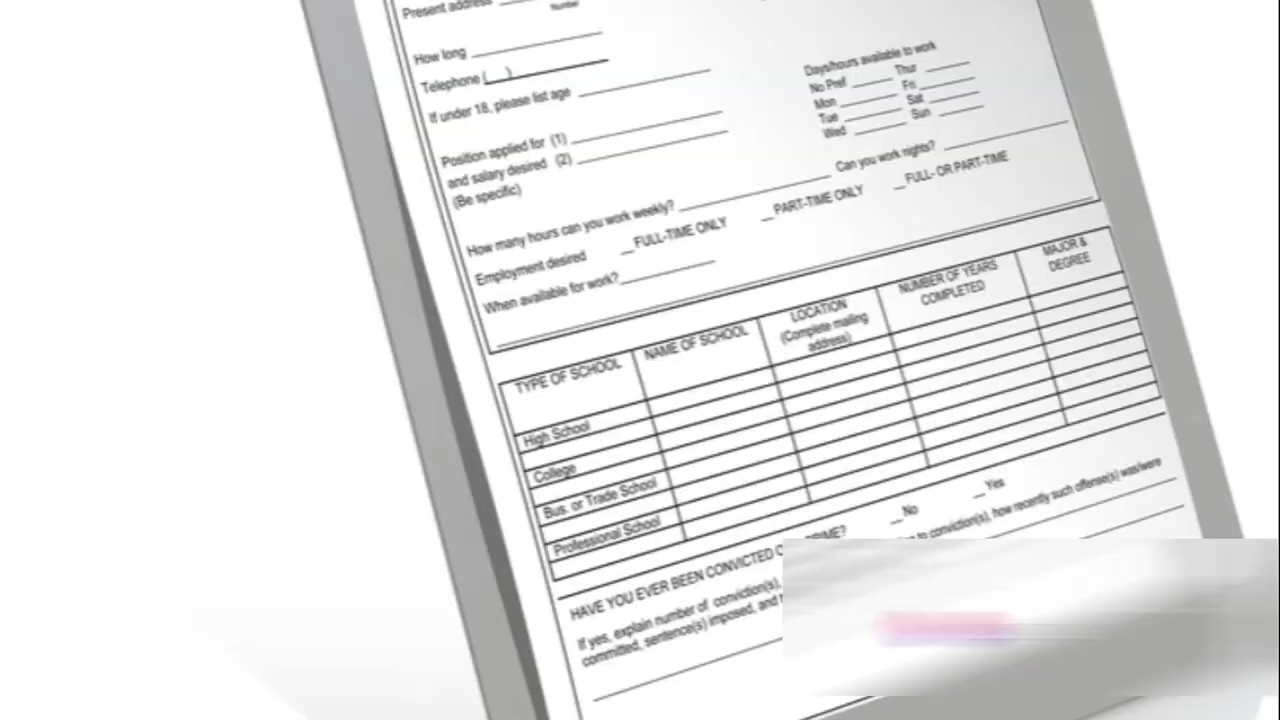 Present address
Number
How long
Telephone (    )
If under 18, please list age
Days/hours available to work
No Pref Thur
Mon Fri
Tue Sat
Wed Sun
Position applied for (1)
and salary desired (2)
(Be specific)
How many hours can you work weekly? Can you work nights?
Employment desired FULL-TIME ONLY PART-TIME ONLY FULL- OR PART-TIME
When available for work?
TYPE OF SCHOOL NAME OF SCHOOL LOCATION (Complete mailing address) NUMBER OF YEARS COMPLETED MAJOR & DEGREE
High School
College
Bus. or Trade School
Professional School
HAVE YOU EVER BEEN CONVICTED No Yes
If yes, explain number of conviction(s), to conviction(s), how recently such offense(s) was/were
committed, sentence(s) imposed, and